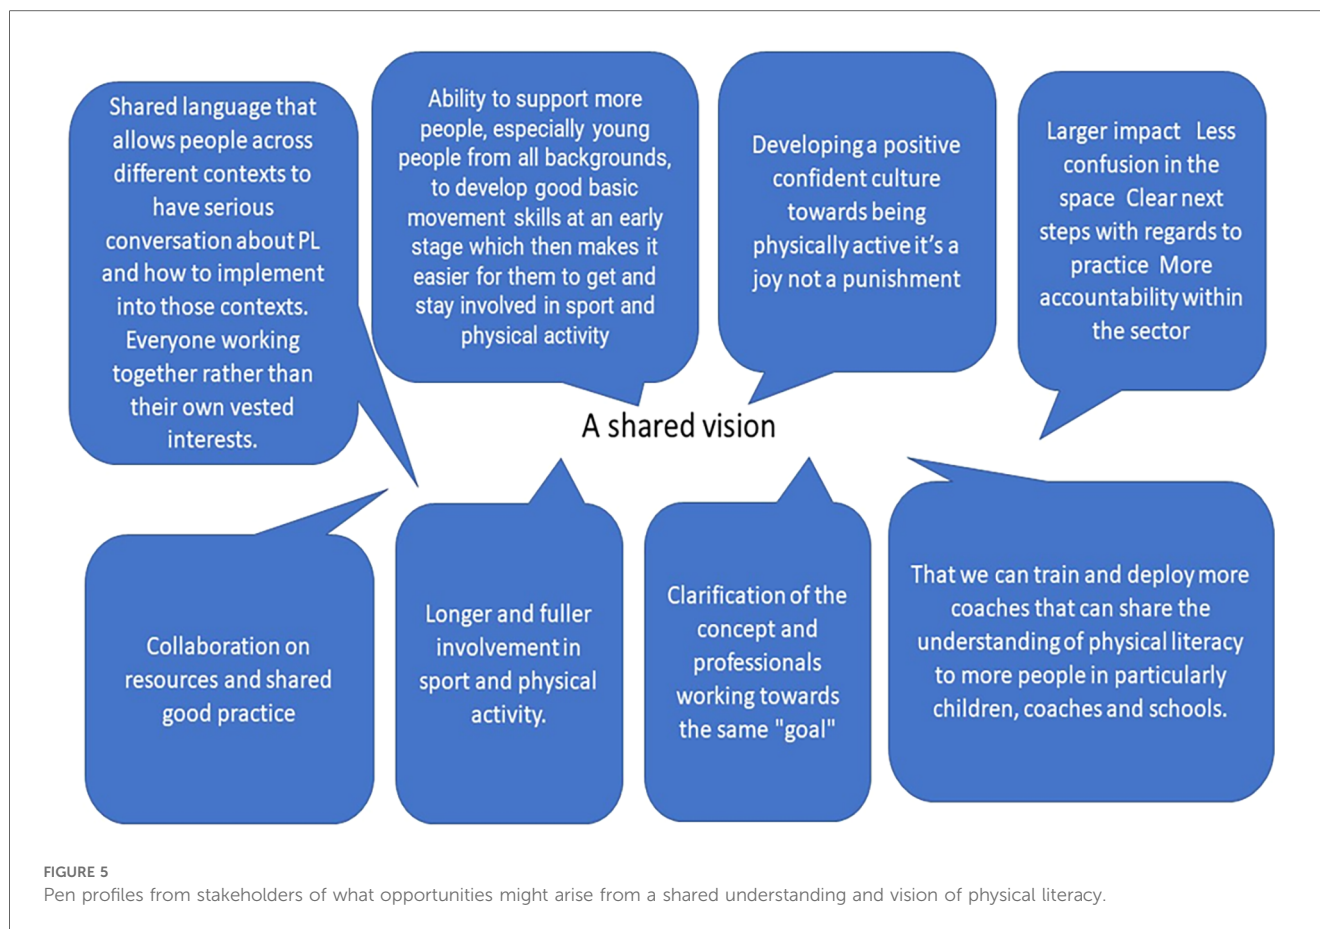 Shared language that
allows people across
different contexts to
have serious
conversation about PL
and how to implement
into those contexts.
Everyone working
together rather than
their own vested
interests.
Ability to support more
people, especially young
people from all backgrounds,
to develop good basic
movement skills at an early
stage which then makes it
easier for them to get and
stay involved in sport and
physical activity
Developing a positive
confident culture
towards being
physically active it’s a
joy not a punishment
Larger impact Less
confusion in the
space Clear next
steps with regards to
practice More
accountability within
the sector
A shared vision
Collaboration on
resources and shared
good practice
Longer and fuller
involvement in
sport and physical
activity.
Clarification of the
concept and
professionals
working towards
the same "goal"
That we can train and deploy more
coaches that can share the
understanding of physical literacy
to more people in particularly
children, coaches and schools.
FIGURE 5
Pen profiles from stakeholders of what opportunities might arise from a shared understanding and vision of physical literacy.